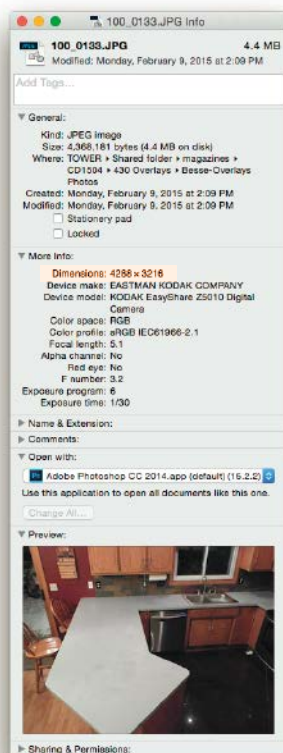 100_0133.JPG Info
100_0133.JPG 4.4 MB
Modified: Monday, February 9, 2015 at 2:09 PM
Add Tags...
General:
Kind: JPEG image
Size: 4,368,181 bytes (4.4 MB on disk)
Where: TOWER ▸ Shared folder ▸ magazines ▸
CD1504 ▸ 430 Overlays ▸ Besse-Overlays
Photos
Created: Monday, February 9, 2015 at 2:09 PM
Modified: Monday, February 9, 2015 at 2:09 PM
Stationery pad
Locked
More Info:
Dimensions: 4288 × 3216
Device make: EASTMAN KODAK COMPANY
Device model: KODAK EasyShare Z5010 Digital
Camera
Color space: RGB
Color profile: sRGB IEC61966-2.1
Focal length: 5.1
Alpha channel: No
Red eye: No
F number: 3.2
Exposure program: 6
Exposure time: 1/30
Name & Extension:
Comments:
Open with:
Adobe Photoshop CC 2014.app (default) (15.2.2)
Use this application to open all documents like this one.
Change All...
Preview:
Sharing & Permissions: